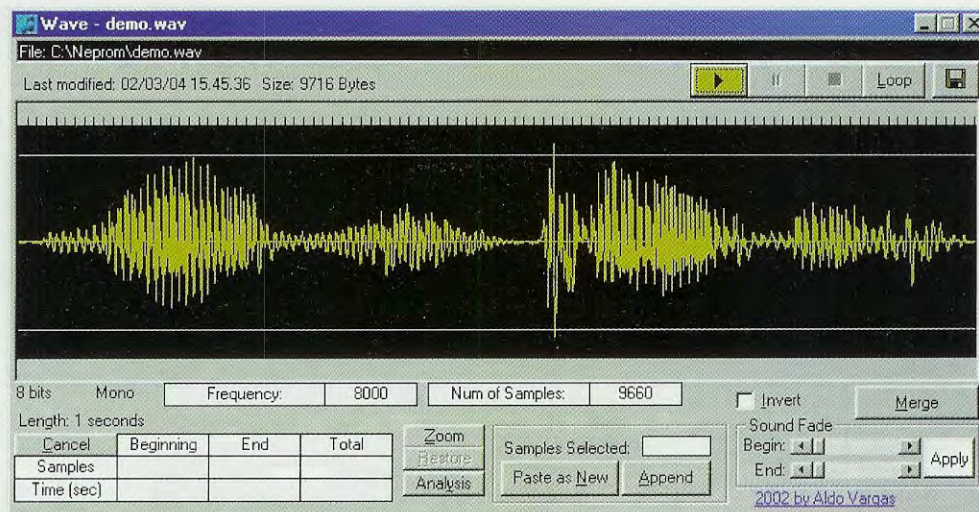 Wave - demo.wav
File: C:\Neprom\demo.wav
Last modified: 02/03/04 15.45.36 Size: 9716 Bytes
Loop
8 bits Mono Frequency: 8000 Num of Samples: 9660
Invert Merge
Length: 1 seconds
Sound Fade
Cancel Beginning End Total
Zoom
Samples Selected:
Begin:
Apply
Samples
Restore
Time (sec)
Analysis
Paste as New Append
End:
2002 by Aldo Vargas